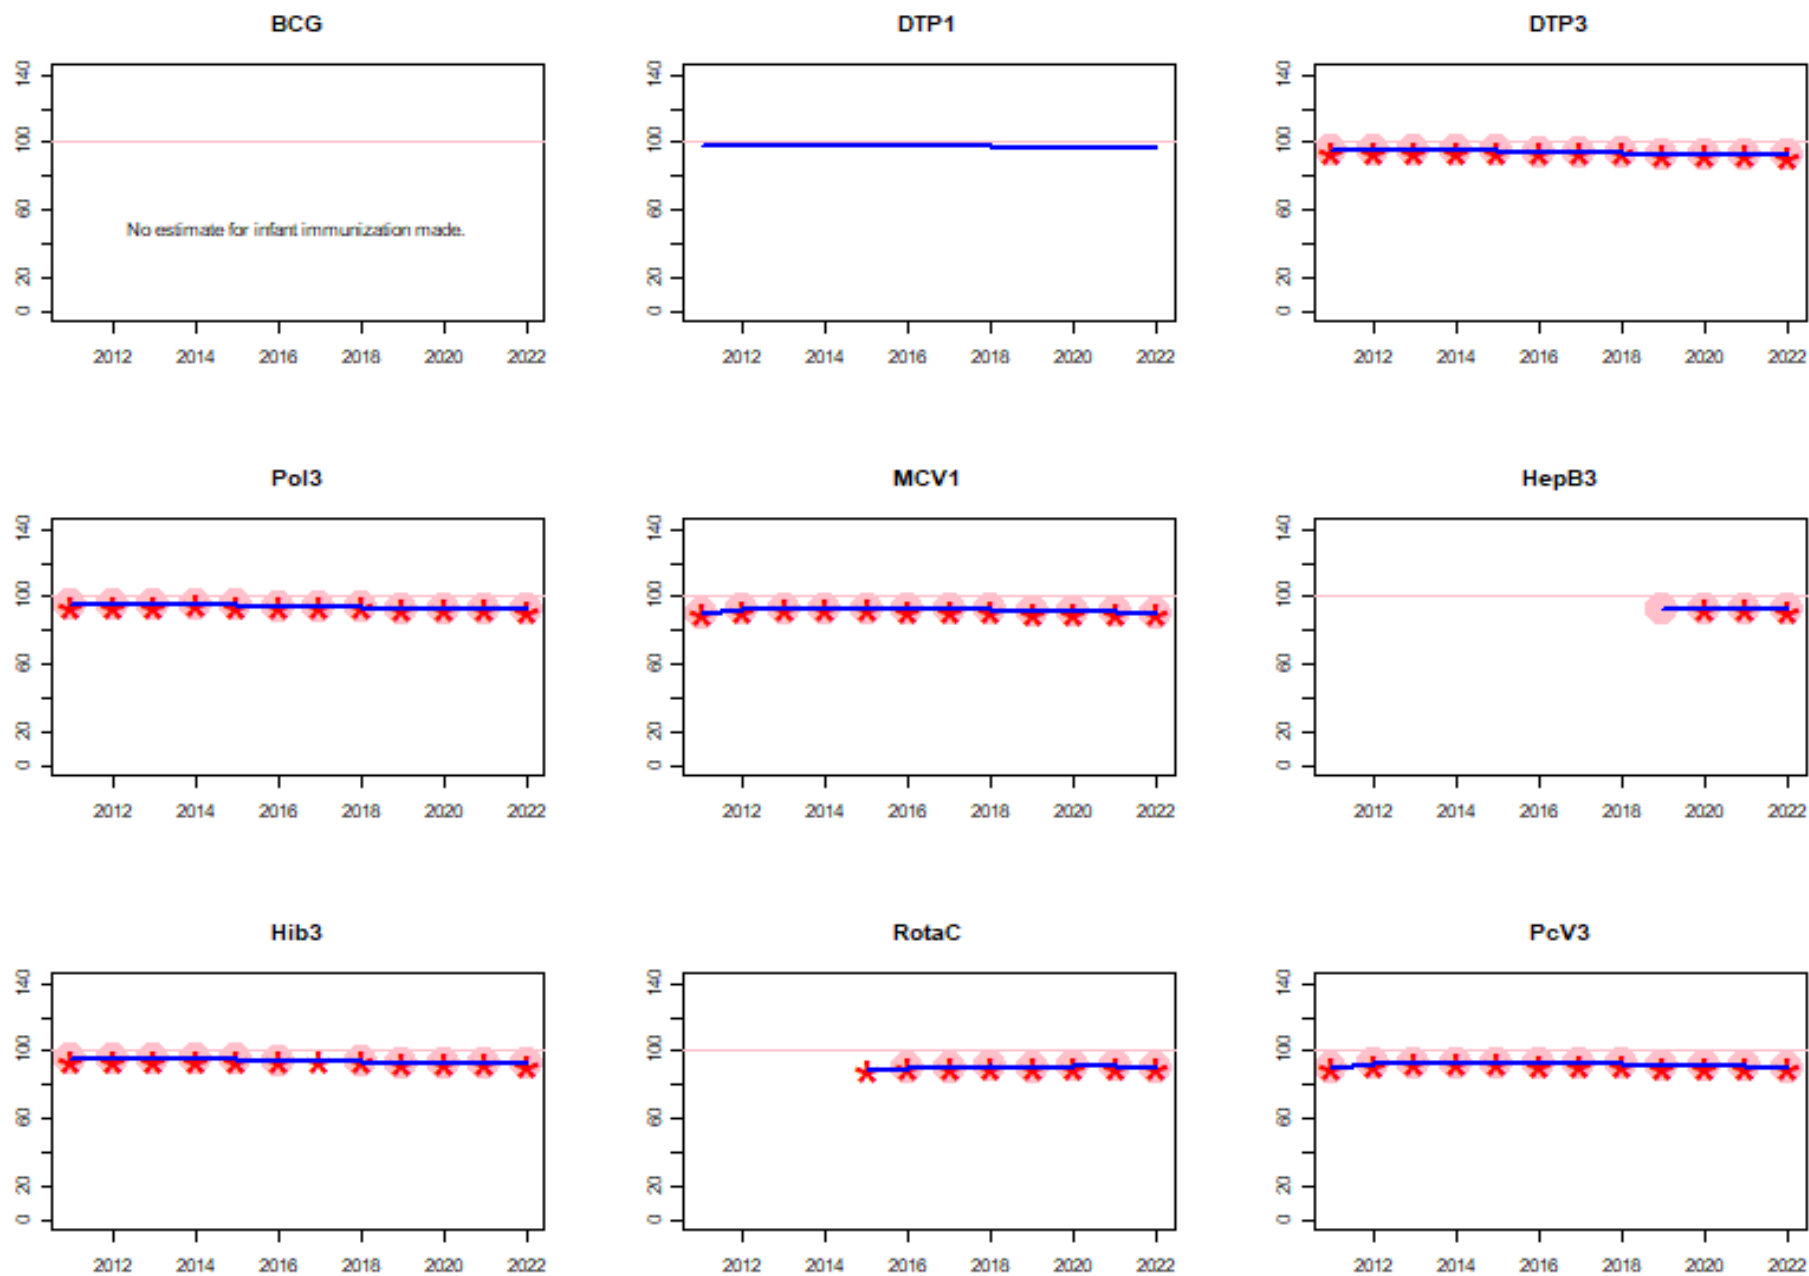 BCG DTP1 DTP3
140 140 140
100 100 100
60 60 60
No estimate for infant immunization made.
20 20 20
0 0 0
2012 2014 2016 2018 2020 2022 2012 2014 2016 2018 2020 2022 2012 2014 2016 2018 2020 2022
Pol3 MCV1 HepB3
140 140 140
100 100 100
60 60 60
20 20 20
0 0 0
2012 2014 2016 2018 2020 2022 2012 2014 2016 2018 2020 2022 2012 2014 2016 2018 2020 2022
Hib3 RotaC PcV3
140 140 140
100 100 100
60 60 60
20 20 20
0 0 0
2012 2014 2016 2018 2020 2022 2012 2014 2016 2018 2020 2022 2012 2014 2016 2018 2020 2022